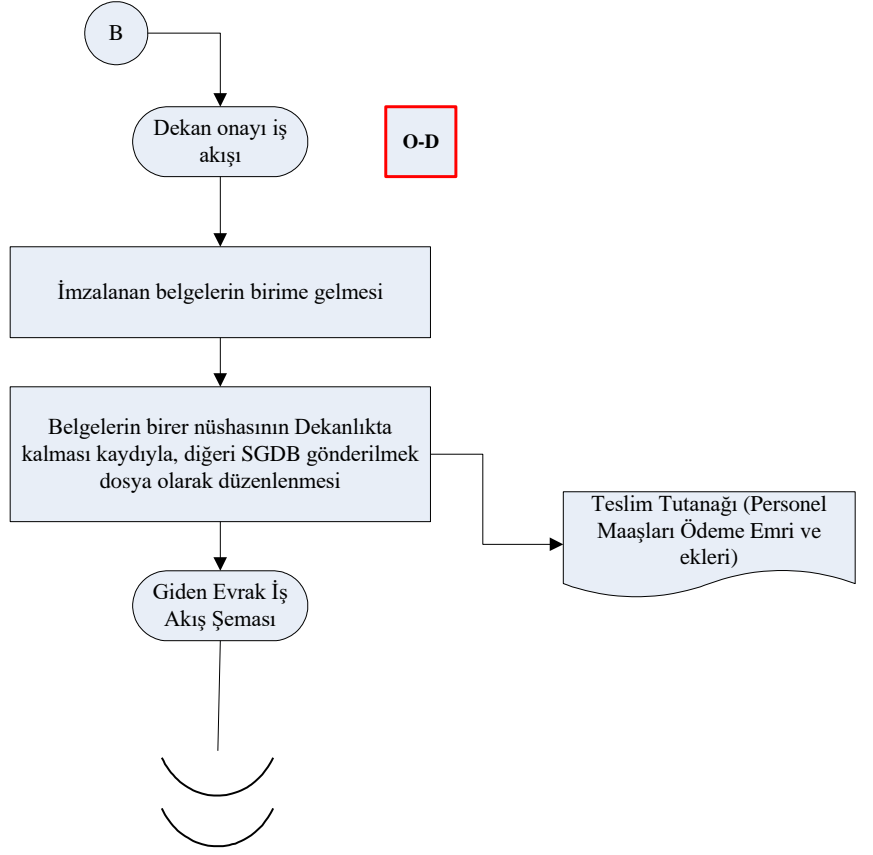 B
Dekan onayı iş
akışı
O-D
İmzalanan belgelerin birime gelmesi
Belgelerin birer nüshasının Dekanlıkta
kalması kaydıyla, diğeri SGDB gönderilmek
dosya olarak düzenlenmesi
Teslim Tutanağı (Personel
Maaşları Ödeme Emri ve
ekleri)
Giden Evrak İş
Akış Şeması